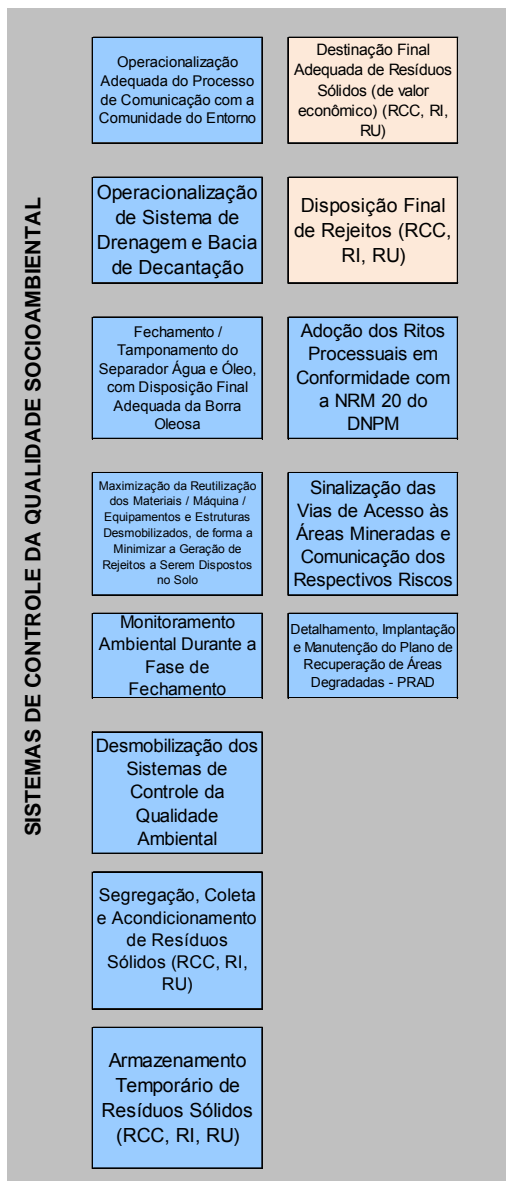 SISTEMAS DE CONTROLE DA QUALIDADE SOCIOAMBIENTAL
Operacionalização
Adequada do Processo
de Comunicação com a
Comunidade do Entorno
Operacionalização
de Sistema de
Drenagem e Bacia
de Decantação
Fechamento /
Tamponamento do
Separador Água e Óleo,
com Disposição Final
Adequada da Borra
Oleosa
Maximização da Reutilização
dos Materiais / Máquina /
Equipamentos e Estruturas
Desmobilizados, de forma a
Minimizar a Geração de
Rejeitos a Serem Dispostos
no Solo
Monitoramento
Ambiental Durante a
Fase de
Fechamento
Desmobilização dos
Sistemas de
Controle da
Qualidade
Ambiental
Segregação, Coleta
e Acondicionamento
de Resíduos
Sólidos (RCC, RI,
RU)
Armazenamento
Temporário de
Resíduos Sólidos
(RCC, RI, RU)
Destinação Final
Adequada de Resíduos
Sólidos (de valor
econômico) (RCC, RI,
RU)
Disposição Final
de Rejeitos (RCC,
RI, RU)
Adoção dos Ritos
Processuais em
Conformidade com
a NRM 20 do
DNPM
Sinalização das
Vias de Acesso às
Áreas Mineradas e
Comunicação dos
Respectivos Riscos
Detalhamento, Implantação
e Manutenção do Plano de
Recuperação de Áreas
Degradadas - PRAD